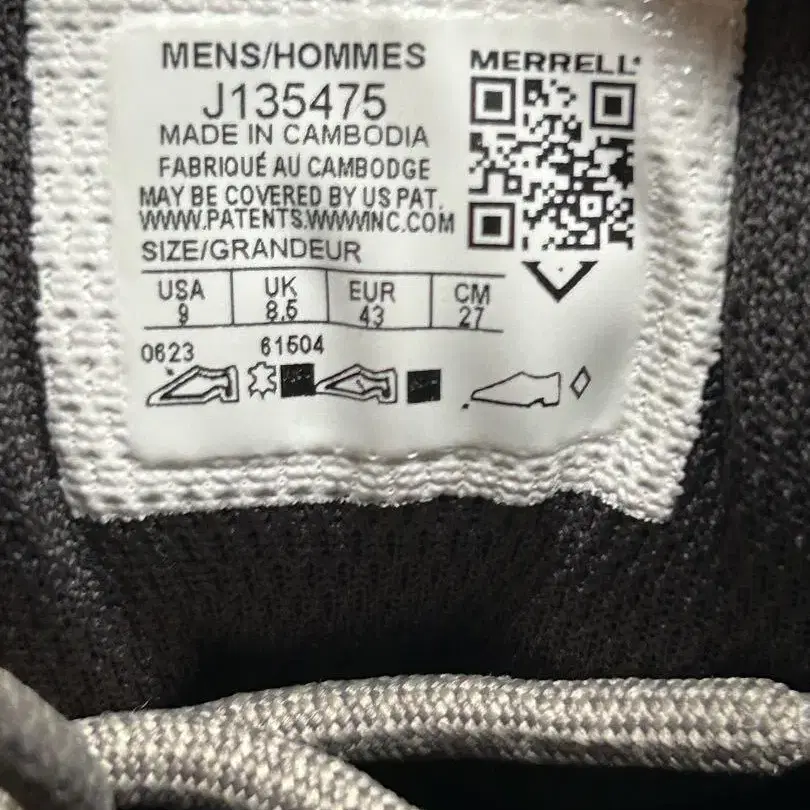 MENS/HOMMES
MERRELL
J135475
MADE IN CAMBODIA
FABRIQUÉ AU CAMBODGE
MAY BE COVERED BY US PAT.
WWW.PATENTS.WWWINC.COM
SIZE/GRANDEUR
USA UK EUR CM
9 8.5 43 27
0623 61504